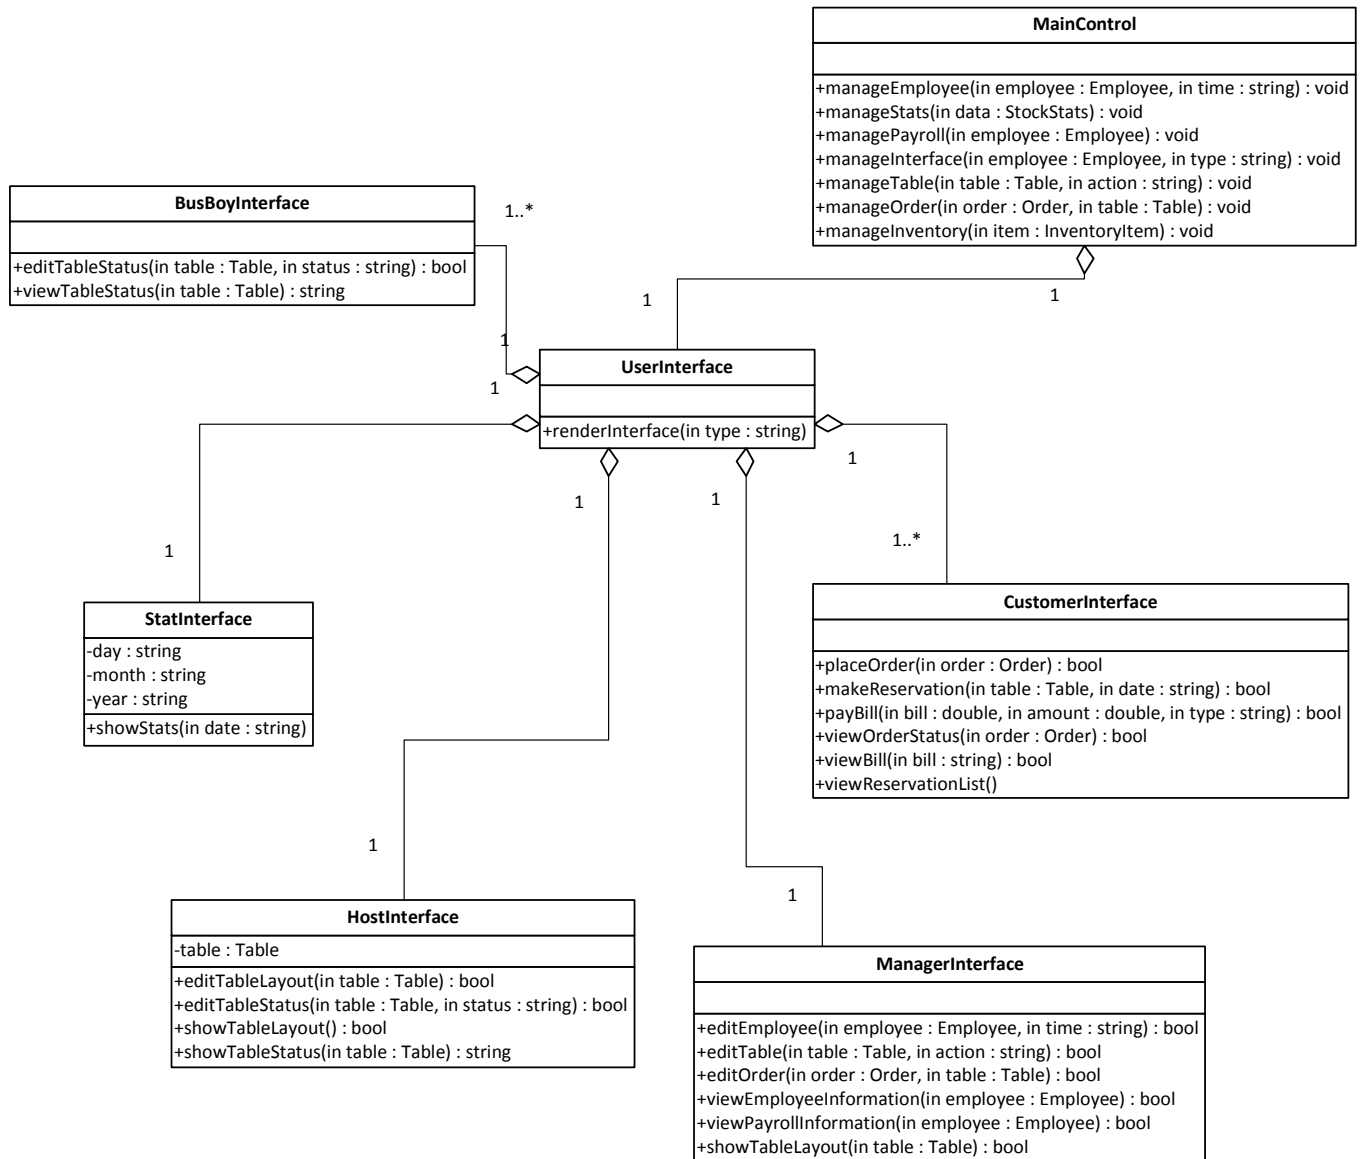 MainControl
+manageEmployee(in employee : Employee, in time : string) : void
+manageStats(in data : StockStats) : void
+managePayroll(in employee : Employee) : void
+manageInterface(in employee : Employee, in type : string) : void
+manageTable(in table : Table, in action : string) : void
+manageOrder(in order : Order, in table : Table) : void
+manageInventory(in item : InventoryItem) : void
BusBoyInterface
+editTableStatus(in table : Table, in status : string) : bool
+viewTableStatus(in table : Table) : string
1..*
1
1
1
1
UserInterface
+renderInterface(in type : string)
1
1
1
1
1..*
StatInterface
-day : string
-month : string
-year : string
+showStats(in date : string)
CustomerInterface
+placeOrder(in order : Order) : bool
+makeReservation(in table : Table, in date : string) : bool
+payBill(in bill : double, in amount : double, in type : string) : bool
+viewOrderStatus(in order : Order) : bool
+viewBill(in bill : string) : bool
+viewReservationList()
1
1
HostInterface
-table : Table
+editTableLayout(in table : Table) : bool
+editTableStatus(in table : Table, in status : string) : bool
+showTableLayout() : bool
+showTableStatus(in table : Table) : string
ManagerInterface
+editEmployee(in employee : Employee, in time : string) : bool
+editTable(in table : Table, in action : string) : bool
+editOrder(in order : Order, in table : Table) : bool
+viewEmployeeInformation(in employee : Employee) : bool
+viewPayrollInformation(in employee : Employee) : bool
+showTableLayout(in table : Table) : bool